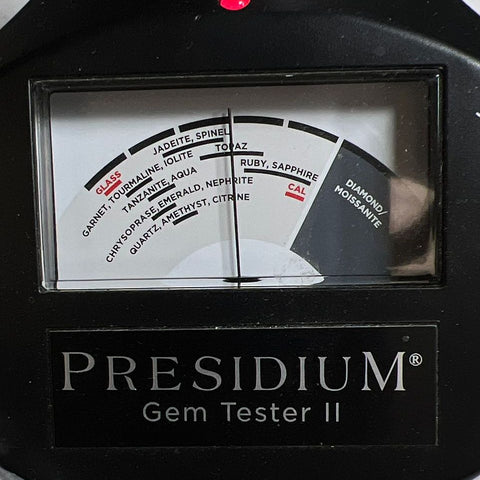 JADEITE, SPINEL
TOPAZ
GLASS
GARNET, TOURMALINE, IOLITE
RUBY, SAPPHIRE
TANZANITE, AQUA
CAL
CHRYSOPRASE, EMERALD, NEPHRITE
QUARTZ, AMETHYST, CITRINE
DIAMOND/
MOISSANITE
PRESIDIUM®
Gem Tester II